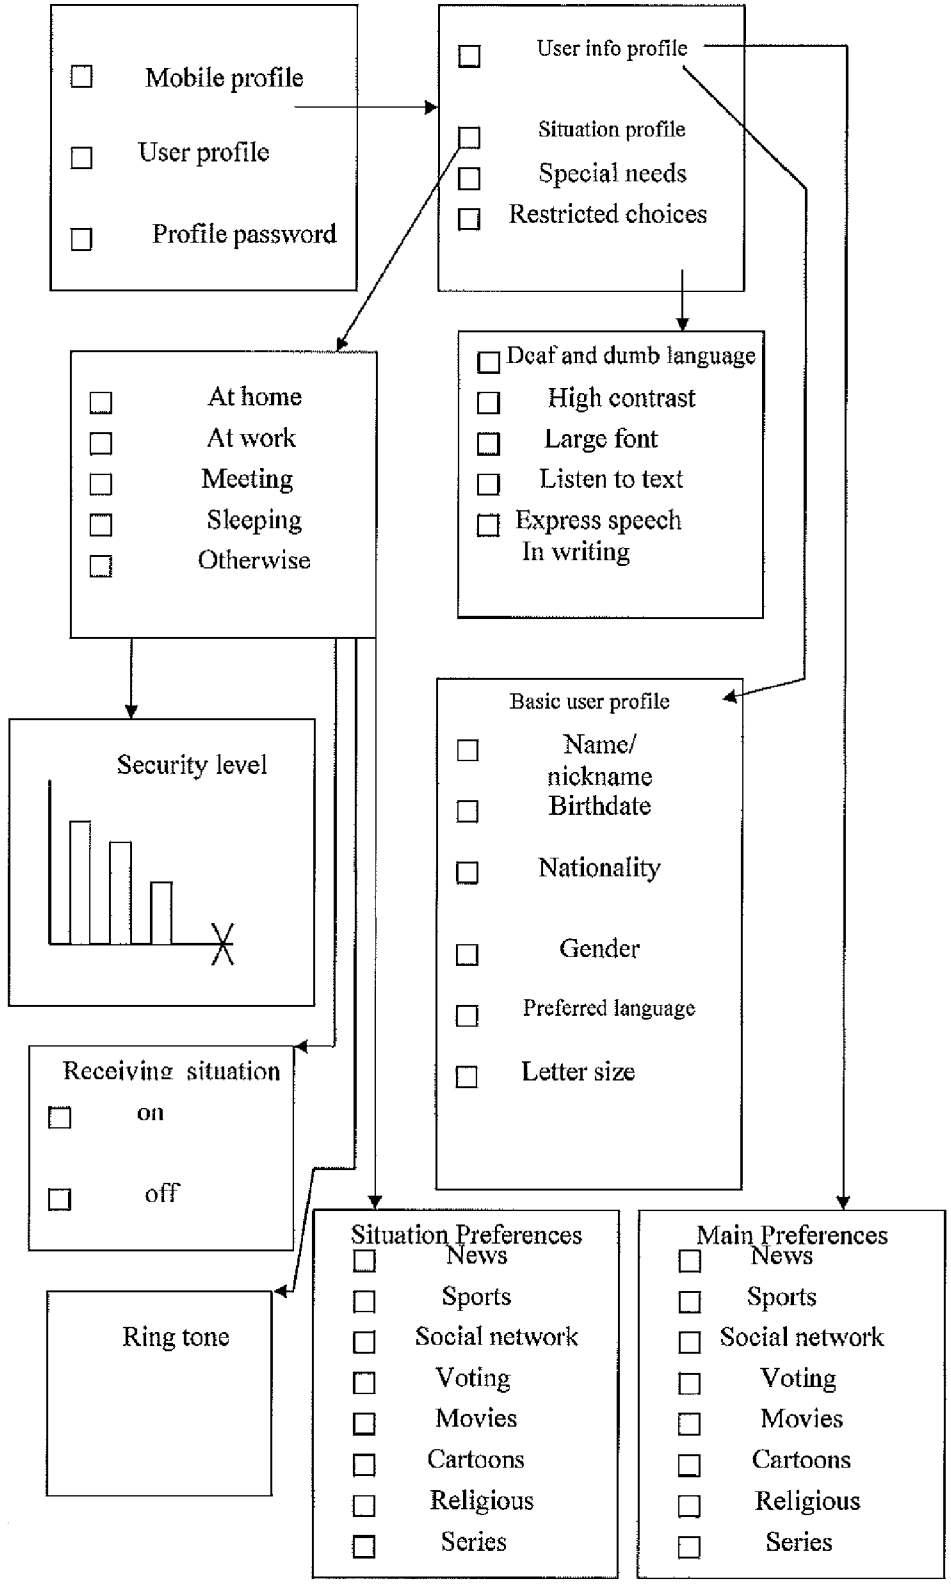 Mobile profile
User profile
Profile password
User info profile
Situation profile
Special needs
Restricted choices
At home
At work
Meeting
Sleeping
Otherwise
Deaf and dumb language
High contrast
Large font
Listen to text
Express speech
In writing
Security level
Basic user profile
Name/
nickname
Birthdate
Nationality
Gender
Preferred language
Letter size
Receiving situation
on
off
Ring tone
Situation Preferences
News
Sports
Social network
Voting
Movies
Cartoons
Religious
Series
Main Preferences
News
Sports
Social network
Voting
Movies
Cartoons
Religious
Series